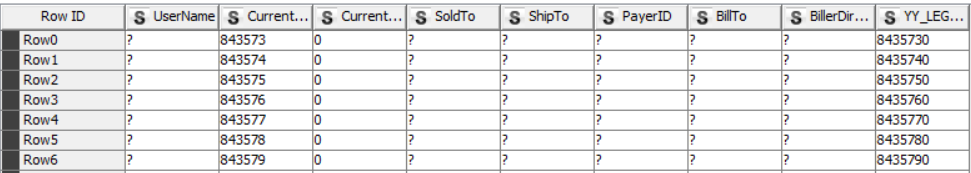 Row ID S UserName S Current... S Current... S SoldTo S ShipTo S PayerID S BillTo S BillerDir... S YY_LEG...
Row0 ? 843573 0 ? ? ? ? ? 8435730
Row1 ? 843574 0 ? ? ? ? ? 8435740
Row2 ? 843575 0 ? ? ? ? ? 8435750
Row3 ? 843576 0 ? ? ? ? ? 8435760
Row4 ? 843577 0 ? ? ? ? ? 8435770
Row5 ? 843578 0 ? ? ? ? ? 8435780
Row6 ? 843579 0 ? ? ? ? ? 8435790